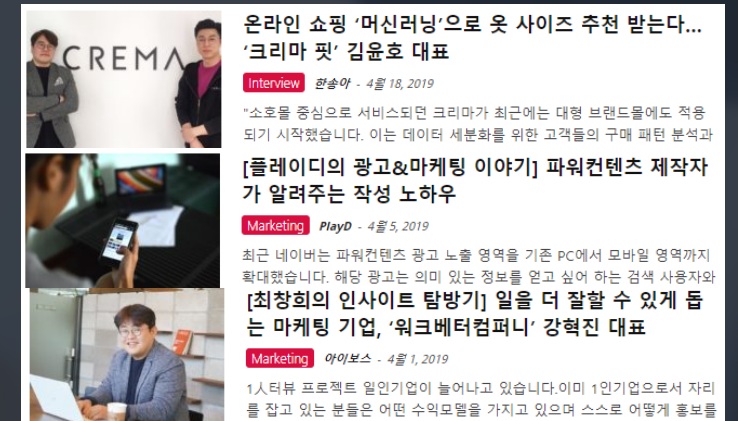 CREMA
온라인 쇼핑 ‘머신러닝’으로 옷 사이즈 추천 받는다...
‘크리마 핏’ 김윤호 대표
Interview 한송아 - 4월 18, 2019
"소호몰 중심으로 서비스되던 크리마가 최근에는 대형 브랜드몰에도 적용
되기 시작했습니다. 이는 데이터 세분화를 위한 고객들의 구매 패턴 분석과
[플레이디의 광고&마케팅 이야기] 파워컨텐츠 제작자
가 알려주는 작성 노하우
Marketing PlayD - 4월 5, 2019
최근 네이버는 파워컨텐츠 광고 노출 영역을 기존 PC에서 모바일 영역까지
확대했습니다. 해당 광고는 의미 있는 정보를 얻고 싶어 하는 검색 사용자와
[최창희의 인사이트 탐방기] 일을 더 잘할 수 있게 돕
는 마케팅 기업, ‘워크베터컴퍼니’ 강혁진 대표
Marketing 아이보스 - 4월 1, 2019
1人터뷰 프로젝트 일인기업이 늘어나고 있습니다.이미 1인기업으로서 자리
를 잡고 있는 분들은 어떤 수익모델을 가지고 있으며 스스로 어떻게 홍보를